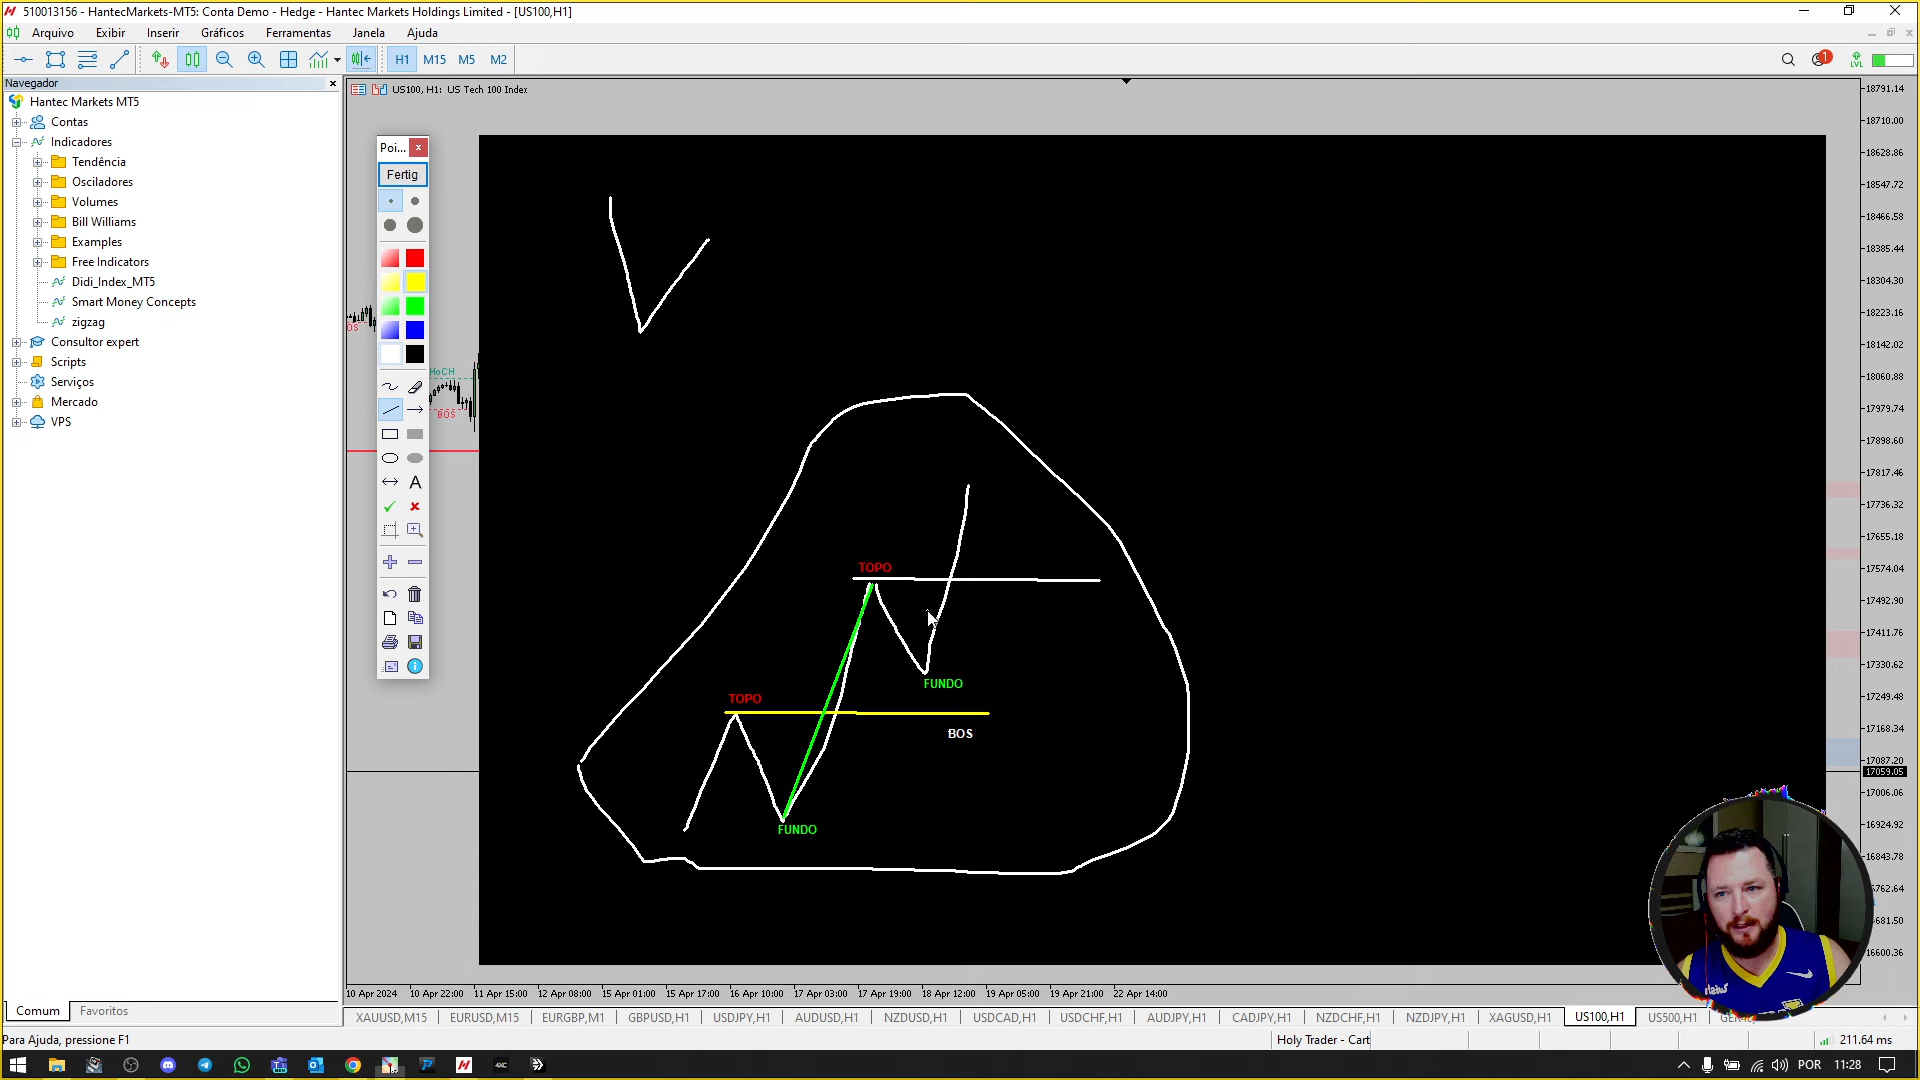 510013156 - HantecMarkets-MT5: Conta Demo - Hedge - Hantec Markets Holdings Limited - [US100,H1]
Arquivo Exibir Inserir Gráficos Ferramentas Janela Ajuda
H1 M15 M5 M2
1
LVL
Navegador
Hantec Markets MT5
Contas
Indicadores
Tendência
Osciladores
Volumes
Bill Williams
Examples
Free Indicators
Didi_Index_MT5
Smart Money Concepts
zigzag
Consultor expert
Scripts
Serviços
Mercado
VPS
Comum Favoritos
US100, H1: US Tech 100 Index
Poi...
Fertig
A
HoCH
BOS
OS
TOPO
FUNDO
TOPO
BOS
FUNDO
18791.14
18710.00
18628.86
18547.72
18466.58
18385.44
18304.30
18223.16
18142.02
18060.88
17979.74
17898.60
17817.46
17736.32
17655.18
17574.04
17492.90
17411.76
17330.62
17249.48
17168.34
17087.20
17059.05
17006.06
16924.92
16843.78
16762.64
16681.50
16600.36
10 Apr 2024 10 Apr 22:00 11 Apr 15:00 12 Apr 08:00 15 Apr 01:00 15 Apr 17:00 16 Apr 10:00 17 Apr 03:00 17 Apr 19:00 18 Apr 12:00 19 Apr 05:00 19 Apr 21:00 22 Apr 14:00
XAUUSD,M15 EURUSD,M15 EURGBP,M1 GBPUSD,H1 USDJPY,H1 AUDUSD,H1 NZDUSD,H1 USDCAD,H1 USDCHF,H1 AUDJPY,H1 CADJPY,H1 NZDCHF,H1 NZDJPY,H1 XAGUSD,H1 US100,H1 US500,H1
Para Ajuda, pressione F1
Holy Trader - Cart
211.64 ms
POR 11:28